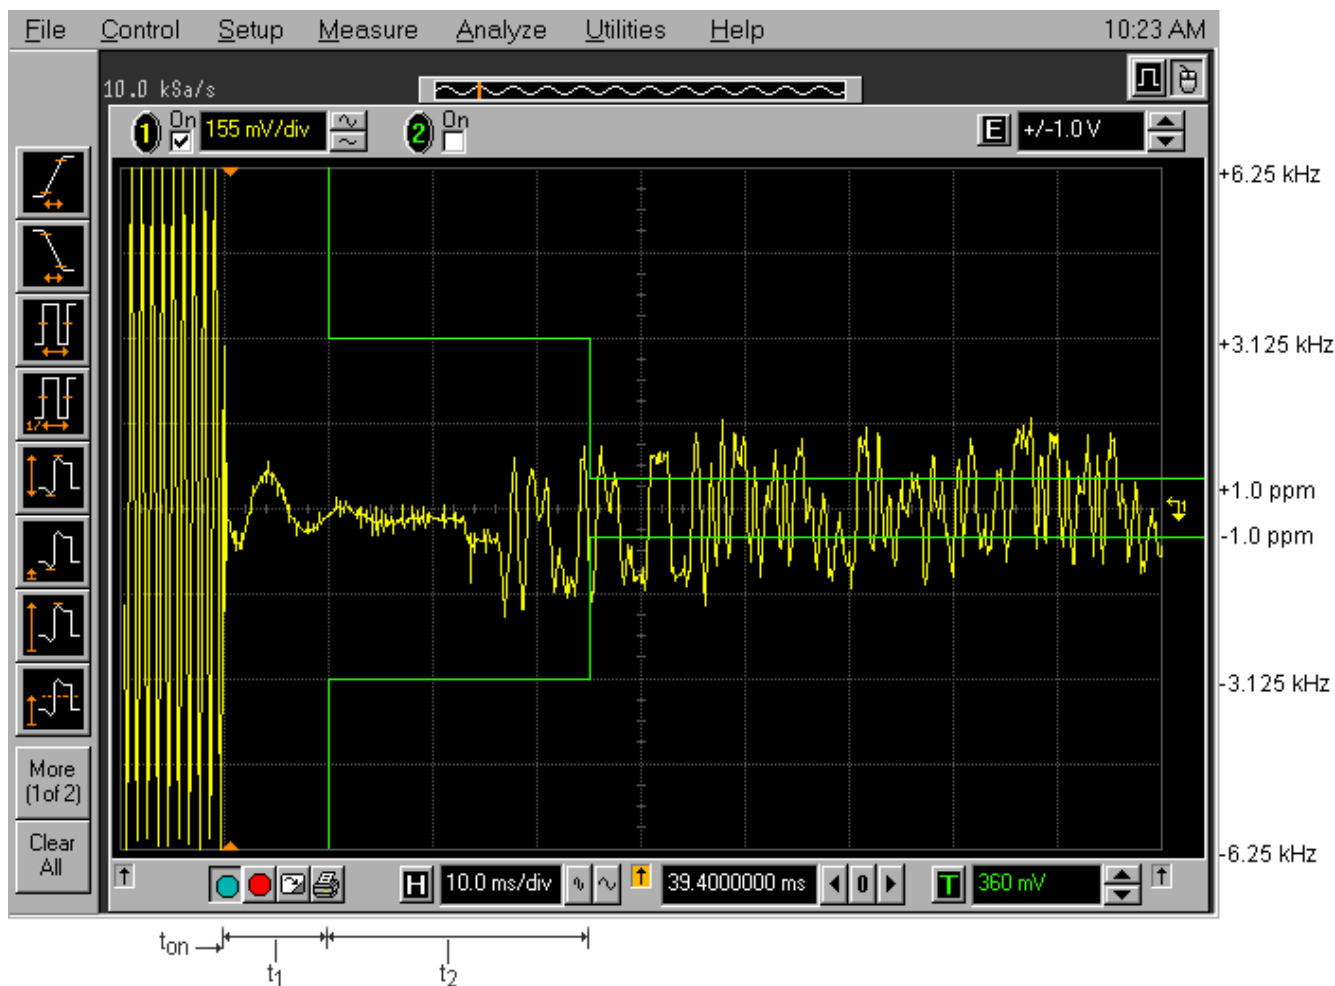 File Control Setup Measure Analyze Utilities Help 10:23 AM
10.0 kSa/s
1 On 155 mV/div 2 On E +/-1.0 V
+6.25 kHz
+3.125 kHz
+1.0 ppm
-1.0 ppm
-3.125 kHz
-6.25 kHz
1/
More
(1of 2)
Clear
All
H 10.0 ms/div 39.4000000 ms 0 T 360 mV
ton
t1 t2